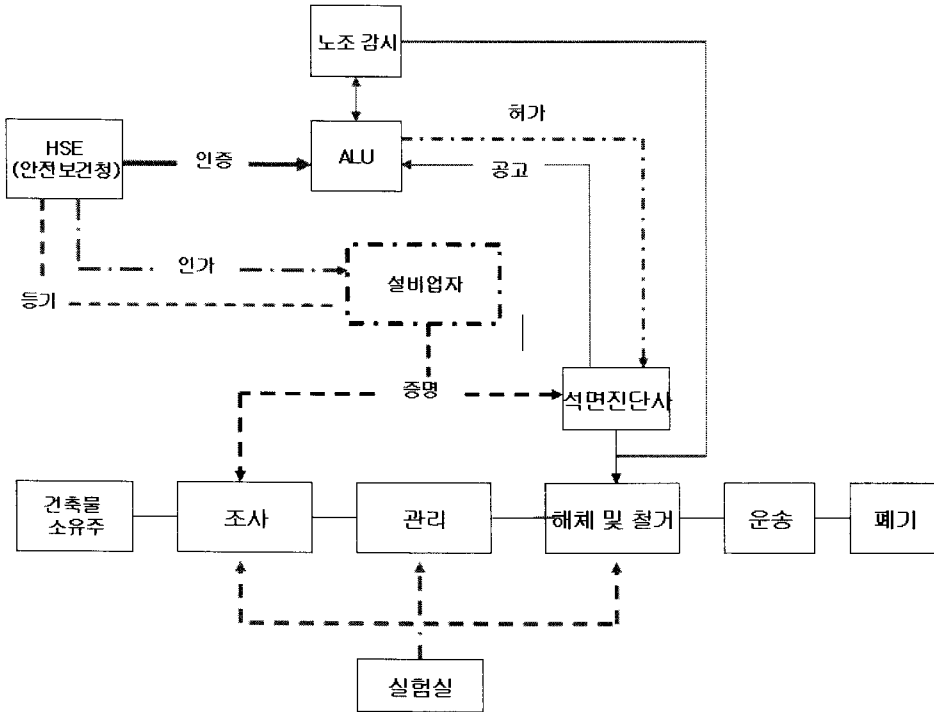 노조 감시
허가
HSE
(안전보건청)
인증
ALU
공고
인가
설비업자
등기
증명
석면진단사
건축물
소유주
조사
관리
해체 및 철거
운송
폐기
실험실